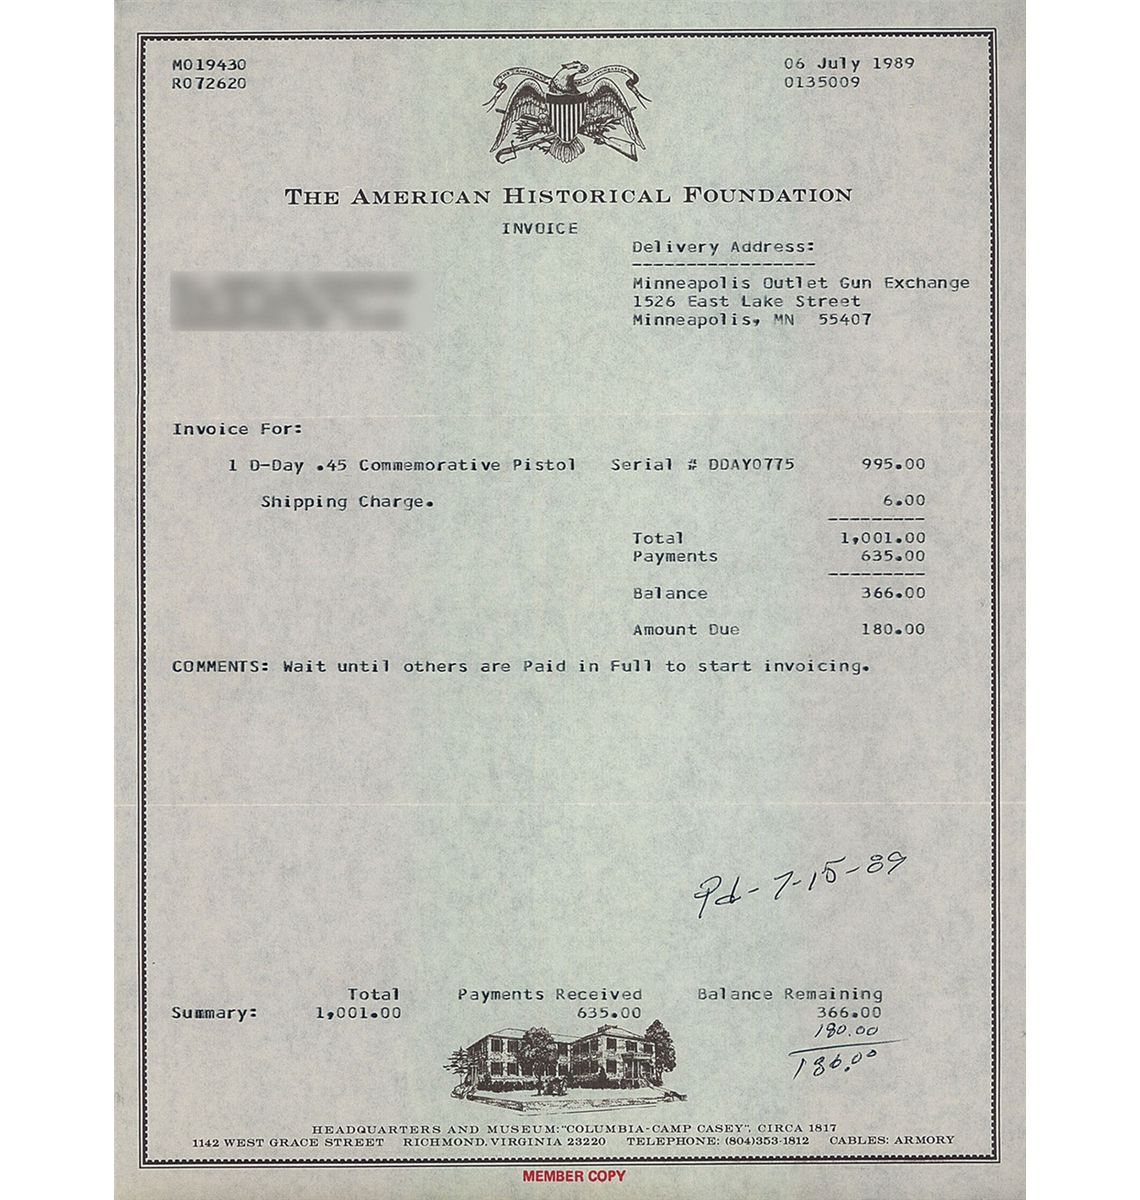 M019430
R072620
06 July 1989
0135009
THE AMERICAN HISTORICAL FOUNDATION
INVOICE
Delivery Address:
Minneapolis Outlet Gun Exchange
1526 East Lake Street
Minneapolis, MN 55407
Invoice For:
1 D-Day .45 Commemorative Pistol Serial # DDAY0775 995.00
Shipping Charge. 6.00
Total 1,001.00
Payments 635.00
Balance 366.00
Amount Due 180.00
COMMENTS: Wait until others are Paid in Full to start invoicing.
Pd - 7-15-89
Total Payments Received Balance Remaining
Summary: 1,001.00 635.00 366.00
180.00
186.00
HEADQUARTERS AND MUSEUM: "COLUMBIA-CAMP CASEY", CIRCA 1817
1142 WEST GRACE STREET RICHMOND, VIRGINIA 23220 TELEPHONE: (804)353-1812 CABLES: ARMORY
MEMBER COPY